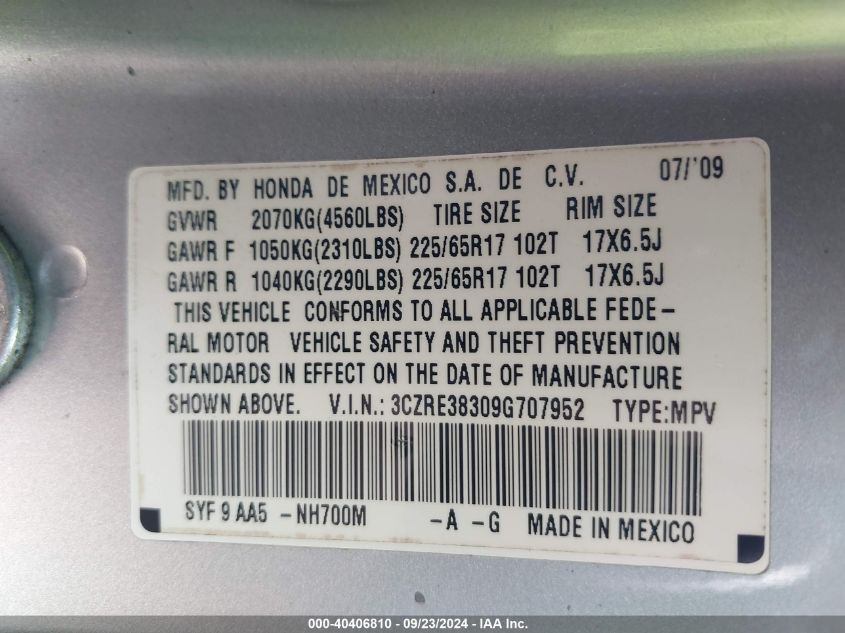 MFD. BY HONDA DE MEXICO S.A. DE C.V. 07/'09
GVWR 2070KG(4560LBS) TIRE SIZE RIM SIZE
GAWR F 1050KG(2310LBS) 225/65R17 102T 17X6.5J
GAWR R 1040KG(2290LBS) 225/65R17 102T 17X6.5J
THIS VEHICLE CONFORMS TO ALL APPLICABLE FEDE-
RAL MOTOR VEHICLE SAFETY AND THEFT PREVENTION
STANDARDS IN EFFECT ON THE DATE OF MANUFACTURE
SHOWN ABOVE. V.I.N.: 3CZRE38309G707952 TYPE:MPV
SYF 9 AA5 -NH700M -A -G MADE IN MEXICO
000-40406810 - 09/23/2024 - IAA Inc.